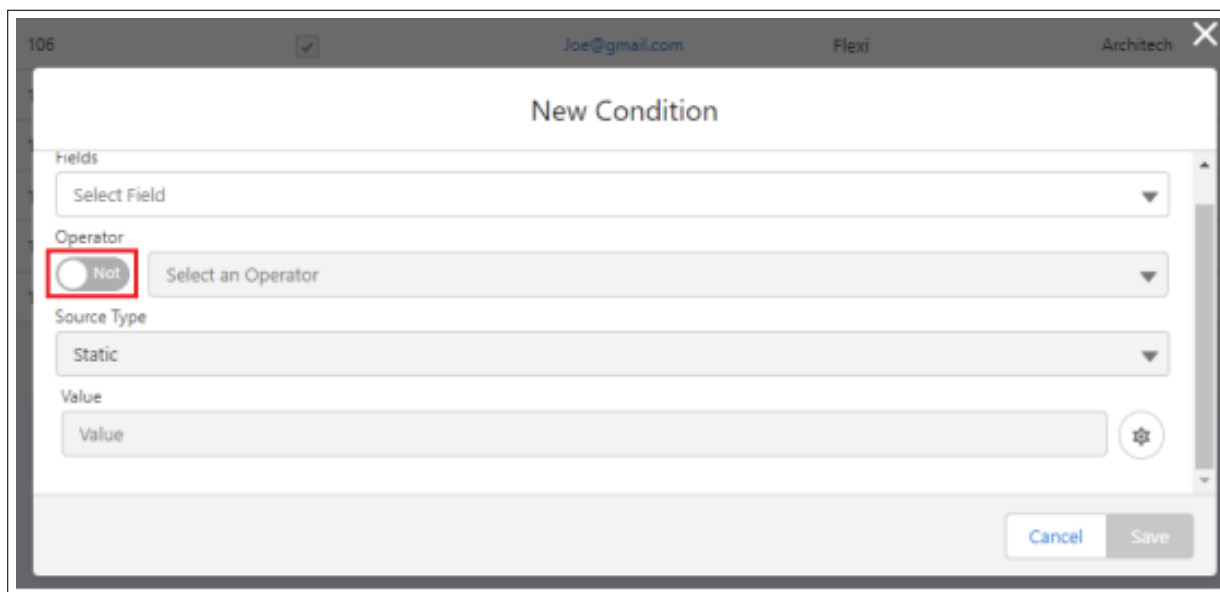 106 Joe@gmail.com Flexi Architech
New Condition
Fields
Select Field
Operator
Not Select an Operator
Source Type
Static
Value
Value
Cancel Save